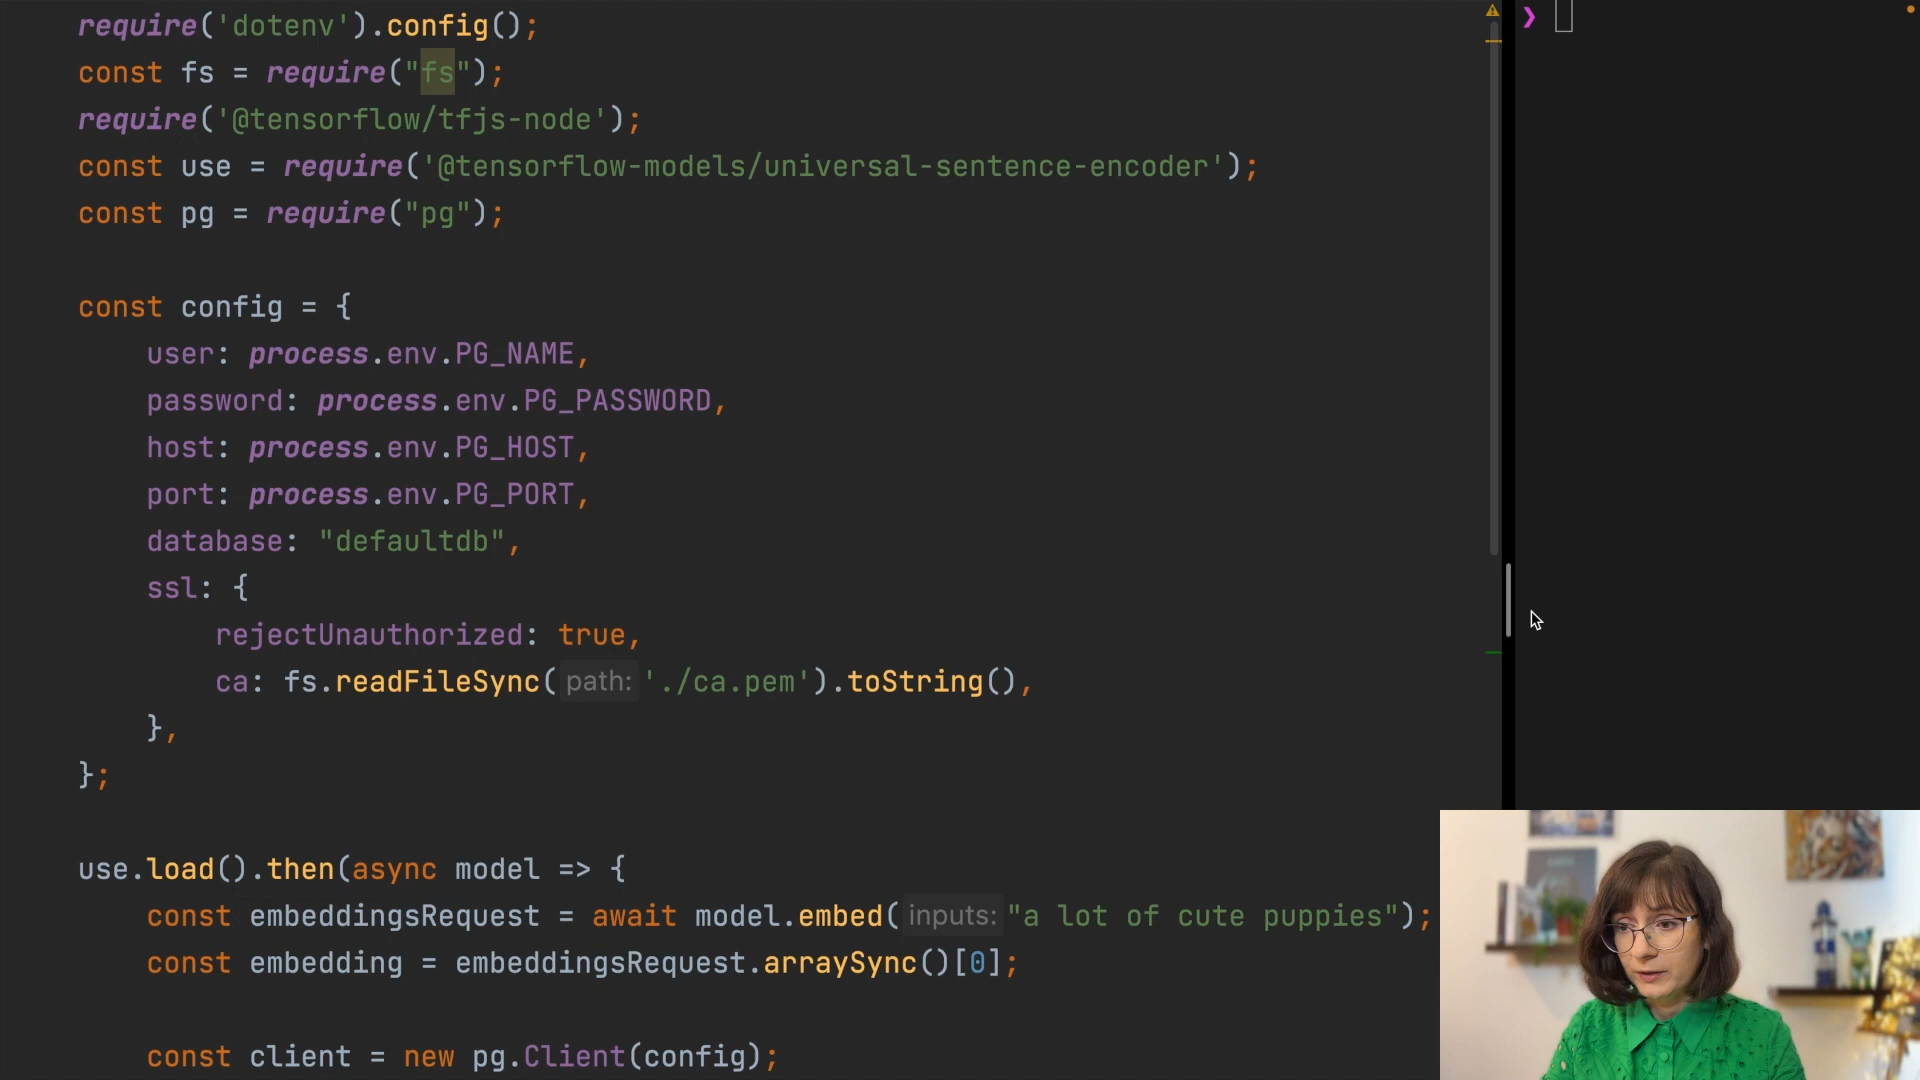 require('dotenv').config();
const fs = require("fs");
require('@tensorflow/tfjs-node');
const use = require('@tensorflow-models/universal-sentence-encoder');
const pg = require("pg");
const config = {
user: process.env.PG_NAME,
password: process.env.PG_PASSWORD,
host: process.env.PG_HOST,
port: process.env.PG_PORT,
database: "defaultdb",
ssl: {
rejectUnauthorized: true,
ca: fs.readFileSync( path: './ca.pem').toString(),
},
};
use.load().then(async model => {
const embeddingsRequest = await model.embed( inputs: "a lot of cute puppies");
const embedding = embeddingsRequest.arraySync()[0];
const client = new pg.Client(config);